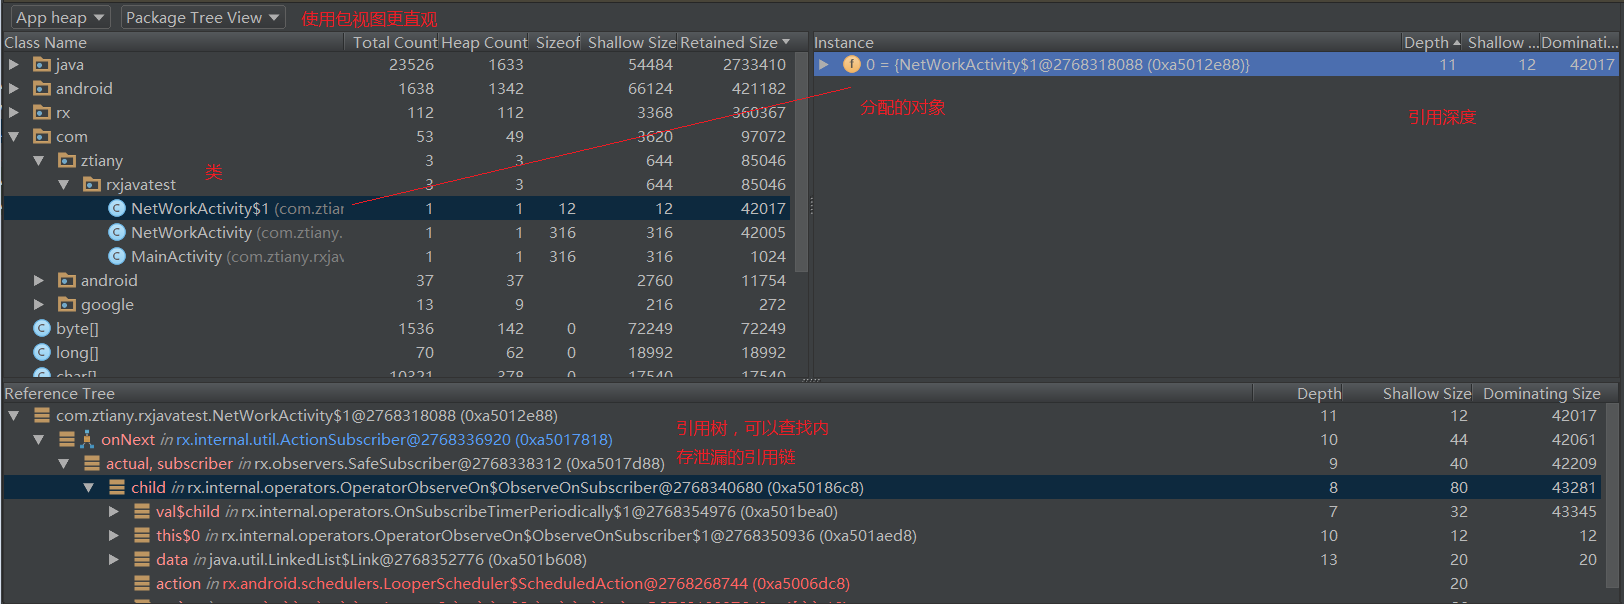 App heap Package Tree View 使用包视图更直观
Class Name Total Count Heap Count Sizeof Shallow Size Retained Size
java 23526 1633 54484 2733410
android 1638 1342 66124 421182
rx 112 112 3368 360367
com 53 49 3620 97072
ztiany 3 3 644 85046
类
rxjavatest 3 3 644 85046
NetWorkActivity$1 (com.ztiar 1 1 12 12 42017
NetWorkActivity (com.ztiany. 1 1 316 316 42005
MainActivity (com.ztiany.rxjav 1 1 316 316 1024
android 37 37 2760 11754
google 13 9 216 272
byte[] 1536 142 0 72249 72249
long[] 70 62 0 18992 18992
char[] 10321 378 0 17540 17540
Instance Depth Shallow ... Dominati...
0 = {NetWorkActivity$1@2768318088 (0xa5012e88)} 11 12 42017
分配的对象
引用深度
Reference Tree Depth Shallow Size Dominating Size
com.ztiany.rxjavatest.NetWorkActivity$1@2768318088 (0xa5012e88) 11 12 42017
onNext in rx.internal.util.ActionSubscriber@2768336920 (0xa5017818) 10 44 42061
引用树，可以查找内
存泄漏的引用链
actual, subscriber in rx.observers.SafeSubscriber@2768338312 (0xa5017d88) 9 40 42209
child in rx.internal.operators.OperatorObserveOn$ObserveOnSubscriber@2768340680 (0xa50186c8) 8 80 43281
val$child in rx.internal.operators.OnSubscribeTimerPeriodically$1@2768354976 (0xa501bea0) 7 32 43345
this$0 in rx.internal.operators.OperatorObserveOn$ObserveOnSubscriber$1@2768350936 (0xa501aed8) 10 12 12
data in java.util.LinkedList$Link@2768352776 (0xa501b608) 13 20 20
action in rx.android.schedulers.LooperScheduler$ScheduledAction@2768268744 (0xa5006dc8) 20